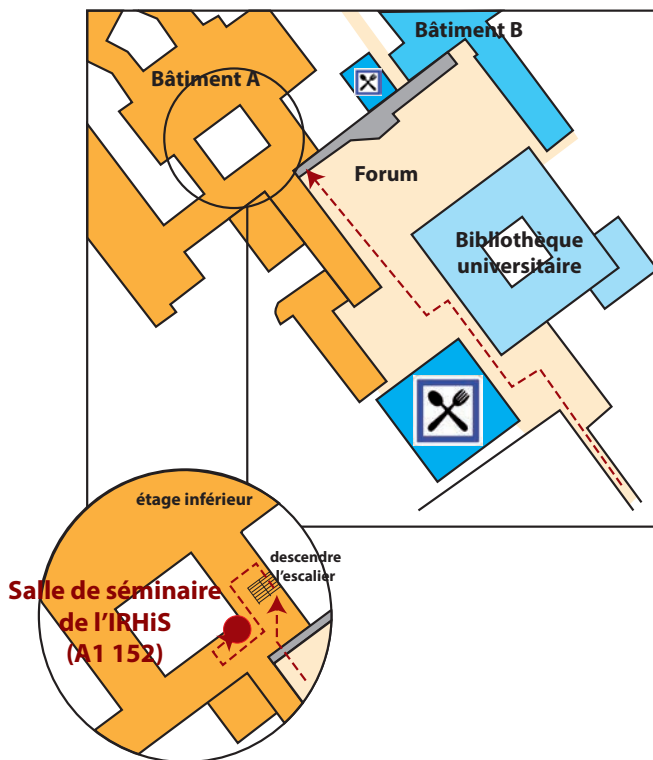 Bâtiment B
Bâtiment A
Forum
Bibliothèque
universitaire
étage inférieur
descendre
l'escalier
Salle de séminaire
de l'IRHiS
(A1 152)